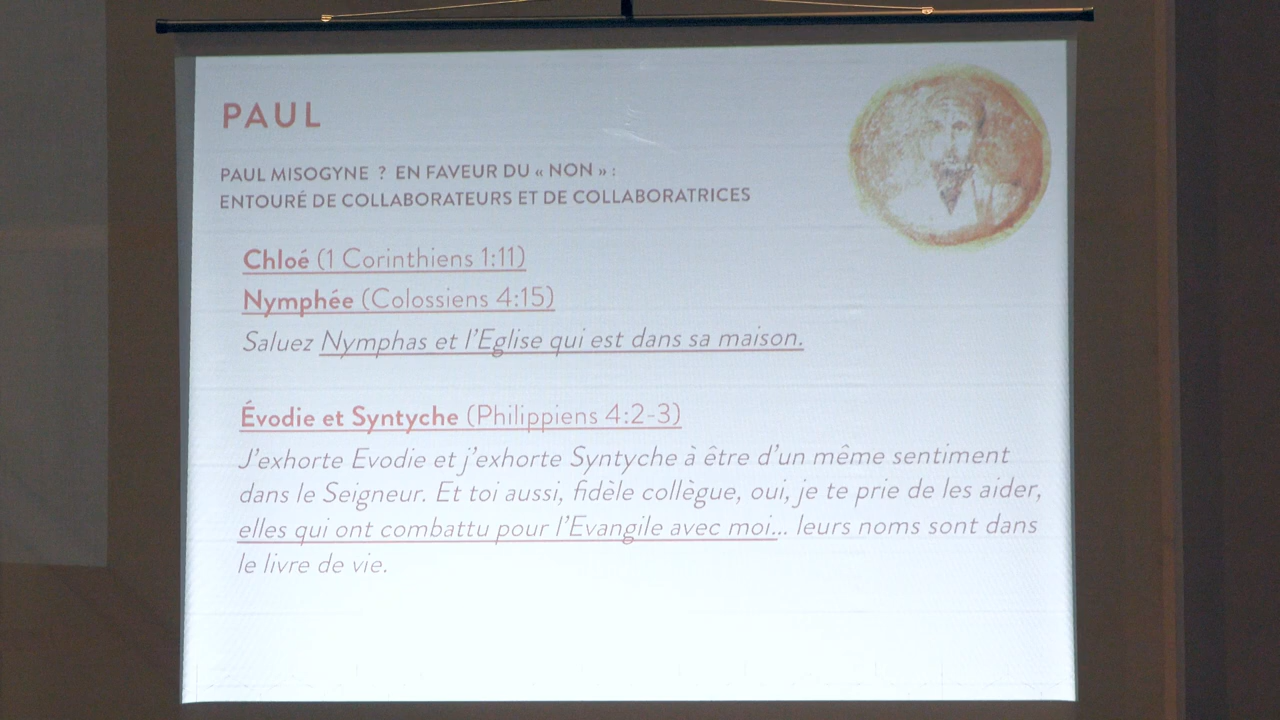 PAUL
PAUL MISOGYNE ? EN FAVEUR DU « NON » :
ENTOURÉ DE COLLABORATEURS ET DE COLLABORATRICES
Chloé (1 Corinthiens 1:11)
Nymphée (Colossiens 4:15)
Saluez Nymphas et l'Eglise qui est dans sa maison.
Évodie et Syntyche (Philippiens 4:2-3)
J'exhorte Evodie et j'exhorte Syntyche à être d'un même sentiment
dans le Seigneur. Et toi aussi, fidèle collègue, oui, je te prie de les aider,
elles qui ont combattu pour l'Evangile avec moi... leurs noms sont dans
le livre de vie.